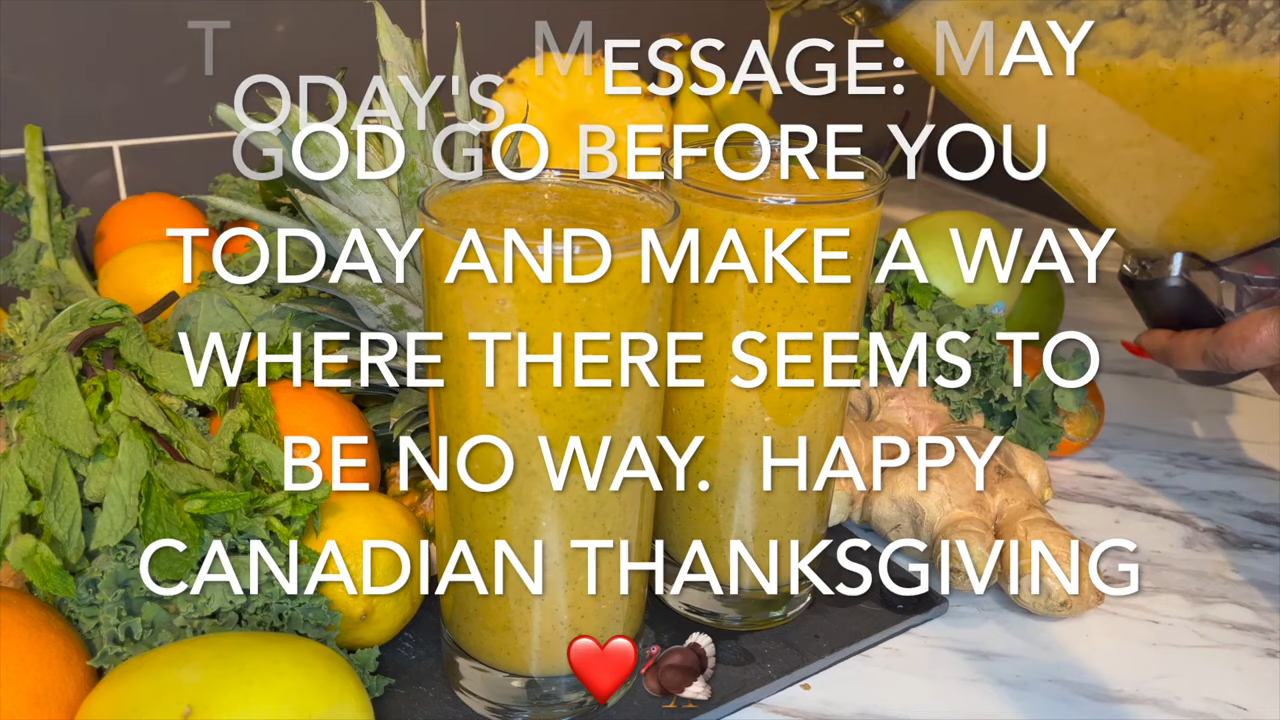 TODAY'S MESSAGE: MAY
GOD GO BEFORE YOU
TODAY AND MAKE A WAY
WHERE THERE SEEMS TO
BE NO WAY. HAPPY
CANADIAN THANKSGIVING
❤️🦃